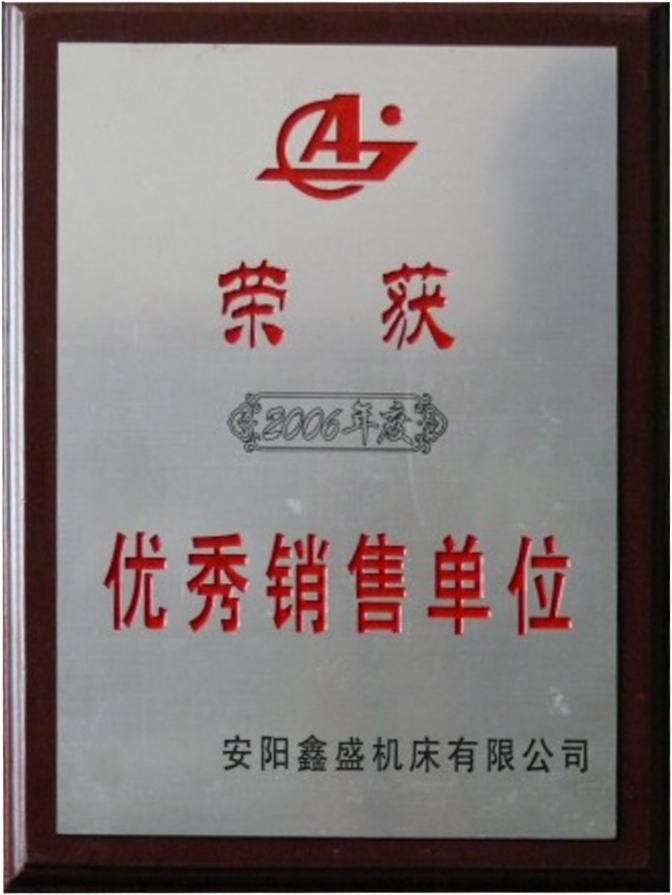 荣获
2006年度
优秀销售单位
安阳鑫盛机床有限公司